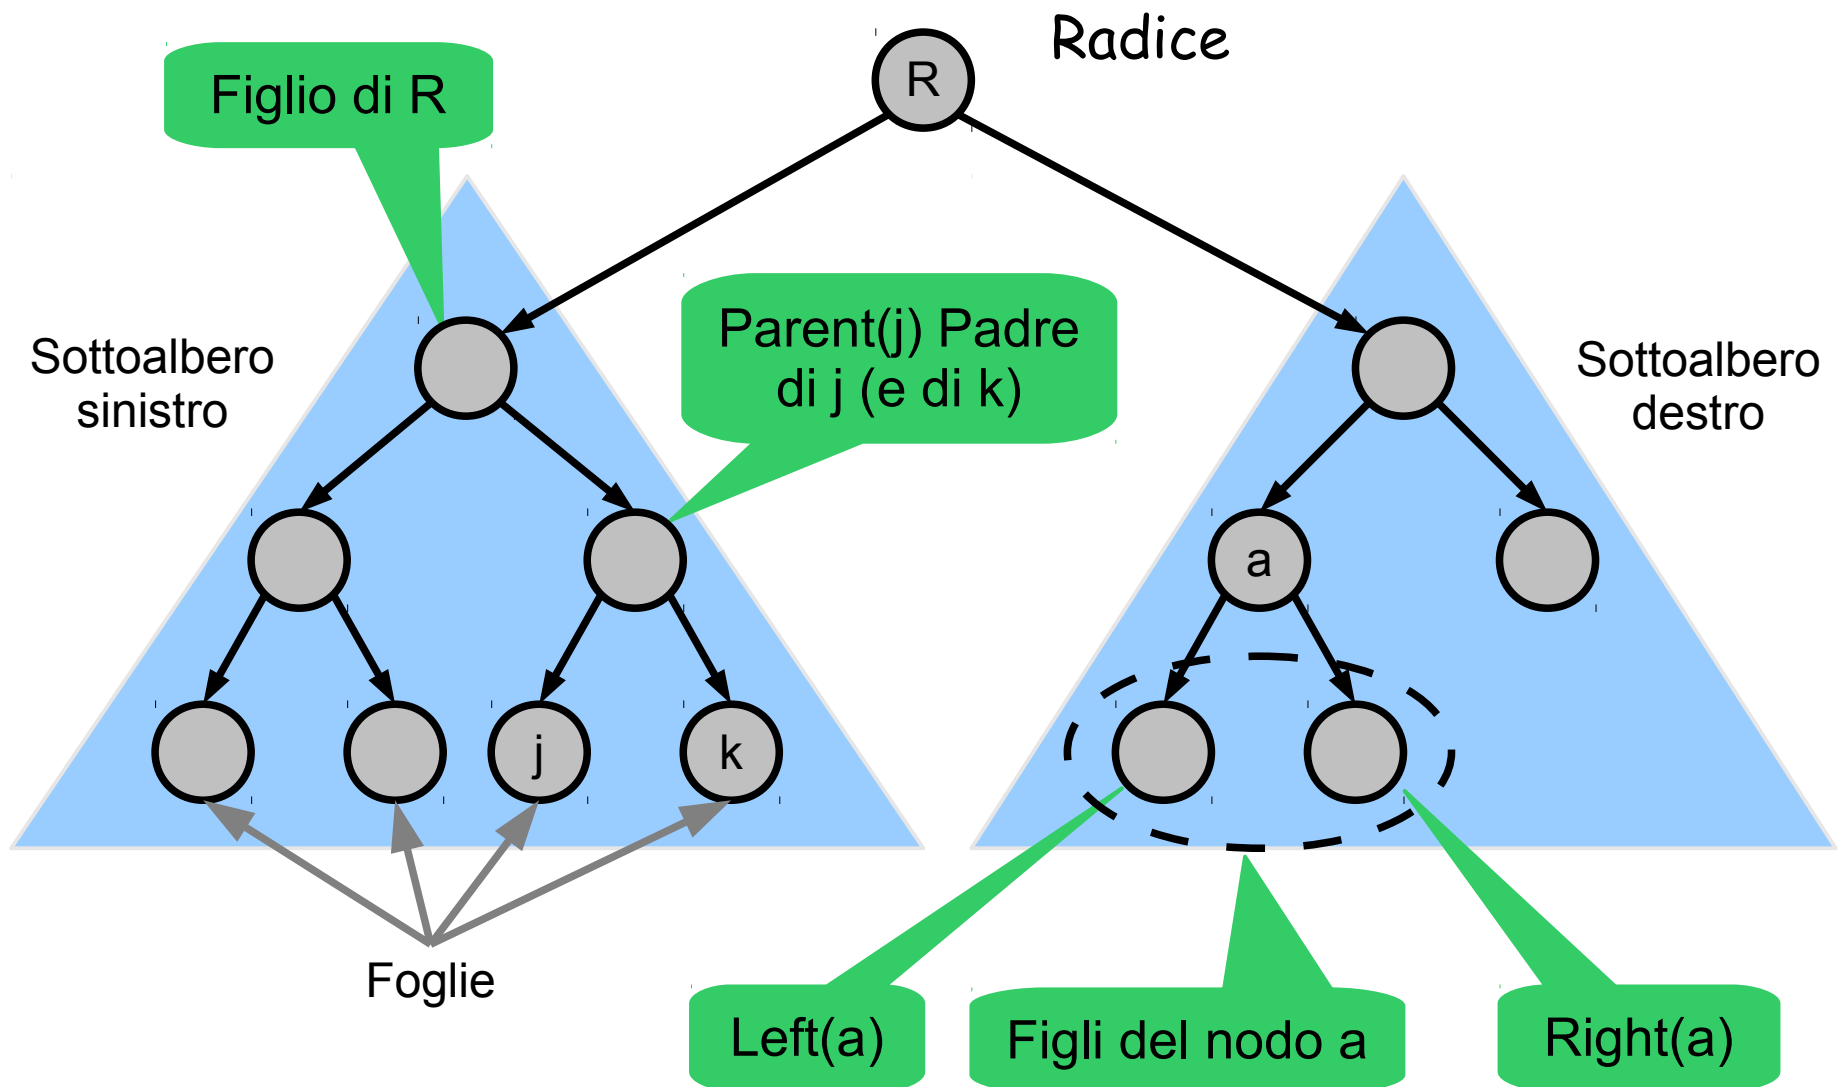 Radice
R
Figlio di R
Parent(j) Padre
di j (e di k)
Sottoalbero
sinistro
Sottoalbero
destro
a
j
k
Foglie
Left(a)
Figli del nodo a
Right(a)